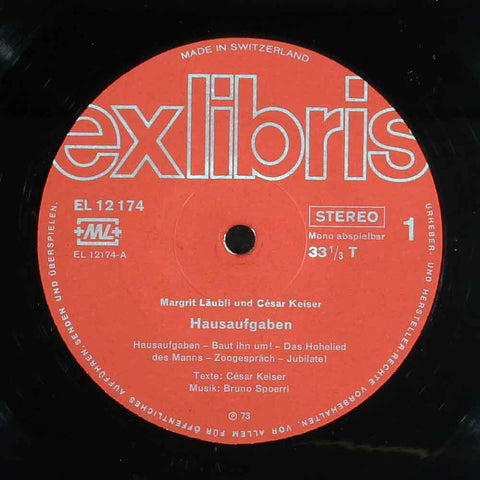 MADE IN SWITZERLAND
exlibris
EL 12 174
+ML+
EL 12174-A
STEREO
Mono abspielbar
33 1/3 T
1
Margrit Läubli und César Keiser
Hausaufgaben
Hausaufgaben – Baut ihn um! – Das Hohelied
des Manns – Zoogespräch – Jubilate!
Texte: César Keiser
Musik: Bruno Spoerri
℗ 73
URHEBER- UND HERSTELLER-RECHTE VORBEHALTEN. VOR ALLEM FÜR ÖFFENTLICHES AUFFÜHREN, SENDEN UND ÜBERSPIELEN.